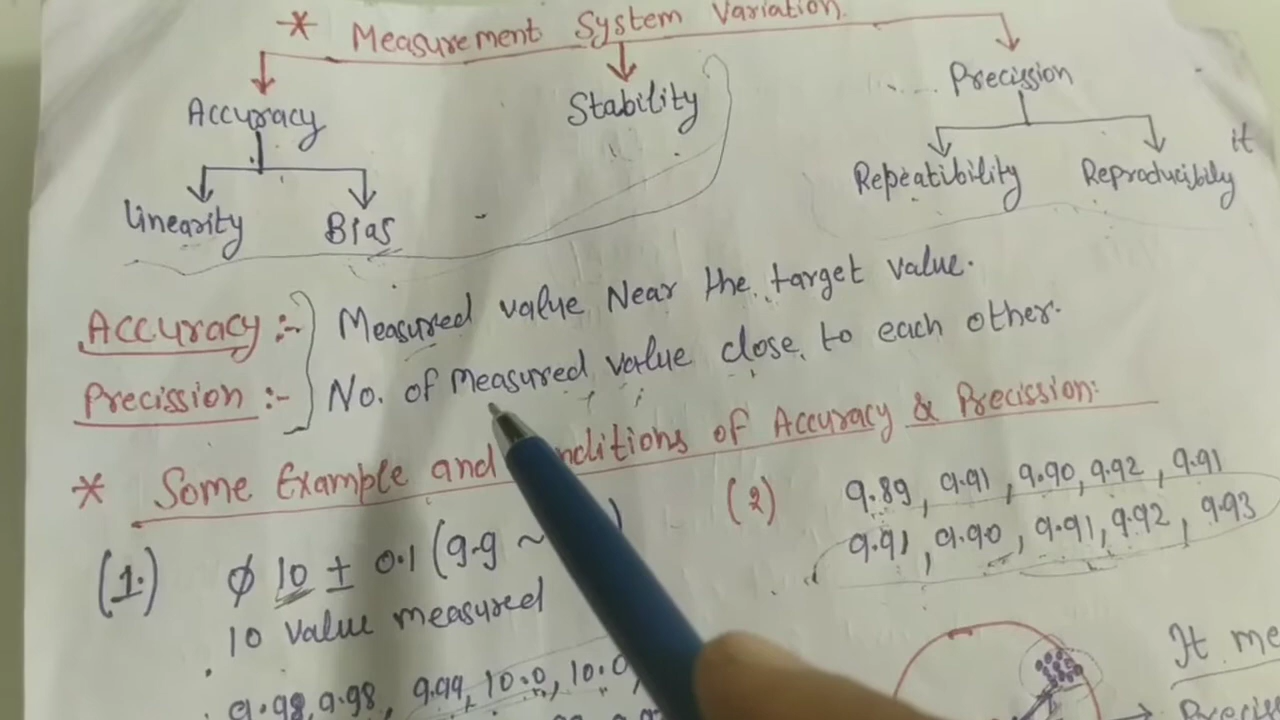 * Measurement System Variation.
Accuracy Stability Precission
Linearity Bias Repeatibility Reproducibily it
Accuracy :- Measured value Near the target value.
Precission :- No. of Measured value close to each other.
* Some Example and of Accuracy & Precission:
(1.) ϕ 10 ± 0.1 (9.9 ~ )
10 value measured
9.98, 9.98, 9.99, 10.0, 10.0,
(2) 9.89, 9.91, 9.90, 9.92, 9.91
9.91, 9.90, 9.91, 9.92, 9.93
It